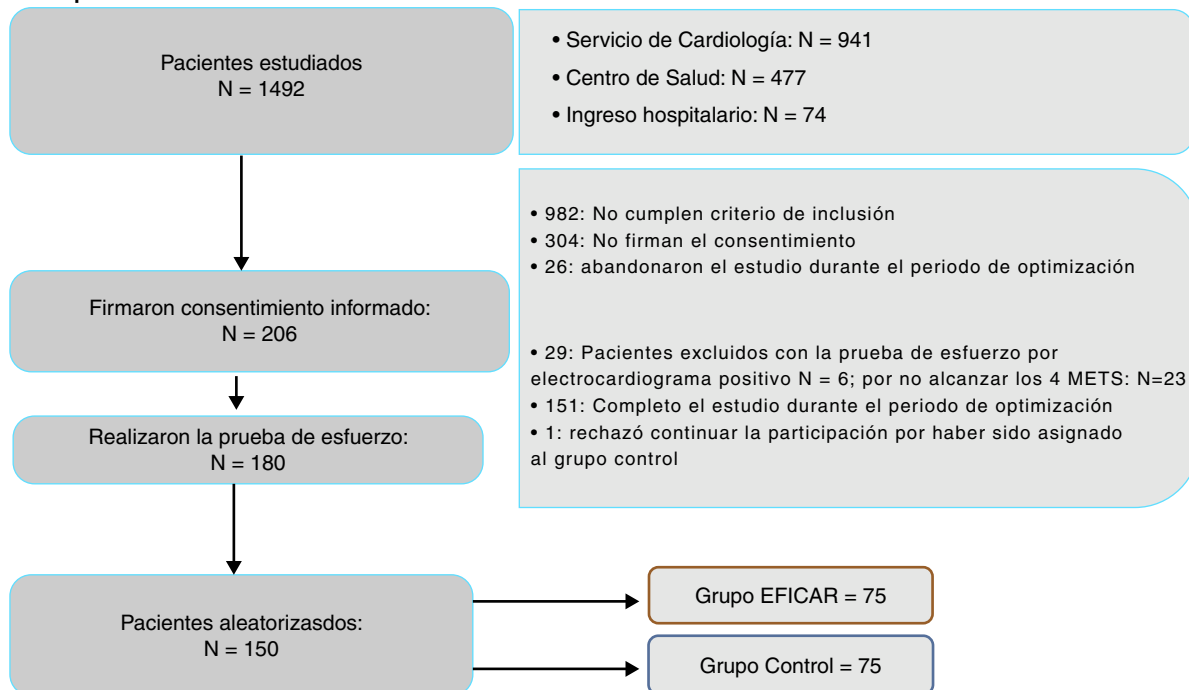 Pacientes estudiados
N = 1492
• Servicio de Cardiología: N = 941
• Centro de Salud: N = 477
• Ingreso hospitalario: N = 74
• 982: No cumplen criterio de inclusión
• 304: No firman el consentimiento
• 26: abandonaron el estudio durante el periodo de optimización
Firmaron consentimiento informado:
N = 206
• 29: Pacientes excluidos con la prueba de esfuerzo por
electrocardiograma positivo N = 6; por no alcanzar los 4 METS: N=23
• 151: Completo el estudio durante el periodo de optimización
• 1: rechazó continuar la participación por haber sido asignado
al grupo control
Realizaron la prueba de esfuerzo:
N = 180
Pacientes aleatorizasdos:
N = 150
Grupo EFICAR = 75
Grupo Control = 75